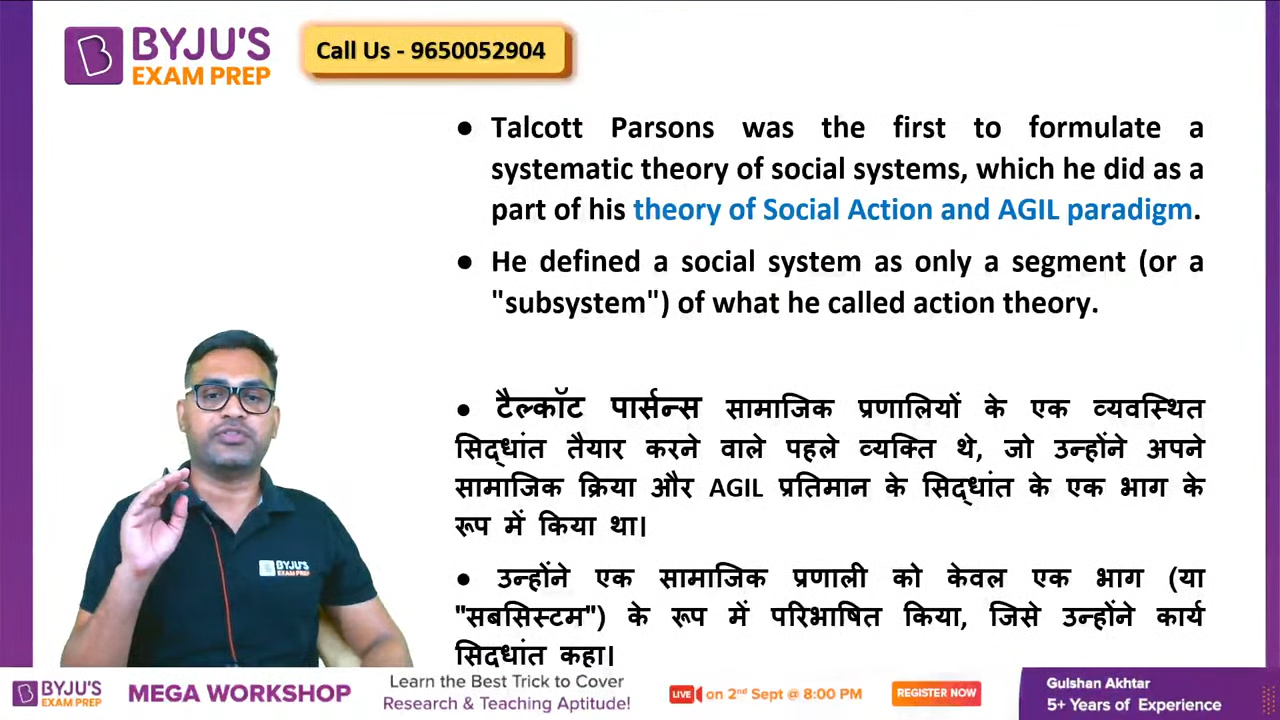 BYJU'S
EXAM PREP
Call Us - 9650052904
● Talcott Parsons was the first to formulate a
systematic theory of social systems, which he did as a
part of his theory of Social Action and AGIL paradigm.
● He defined a social system as only a segment (or a
"subsystem") of what he called action theory.
● टैल्कॉट पार्सन्स सामाजिक प्रणालियों के एक व्यवस्थित
सिद्धांत तैयार करने वाले पहले व्यक्ति थे, जो उन्होंने अपने
सामाजिक क्रिया और AGIL प्रतिमान के सिद्धांत के एक भाग के
रूप में किया था।
● उन्होंने एक सामाजिक प्रणाली को केवल एक भाग (या
"सबसिस्टम") के रूप में परिभाषित किया, जिसे उन्होंने कार्य
सिद्धांत कहा।
BYJU'S
EXAM PREP
BYJU'S
EXAM PREP
MEGA WORKSHOP
Learn the Best Trick to Cover
Research & Teaching Aptitude!
LIVE on 2nd Sept @ 8:00 PM
REGISTER NOW
Gulshan Akhtar
5+ Years of Experience